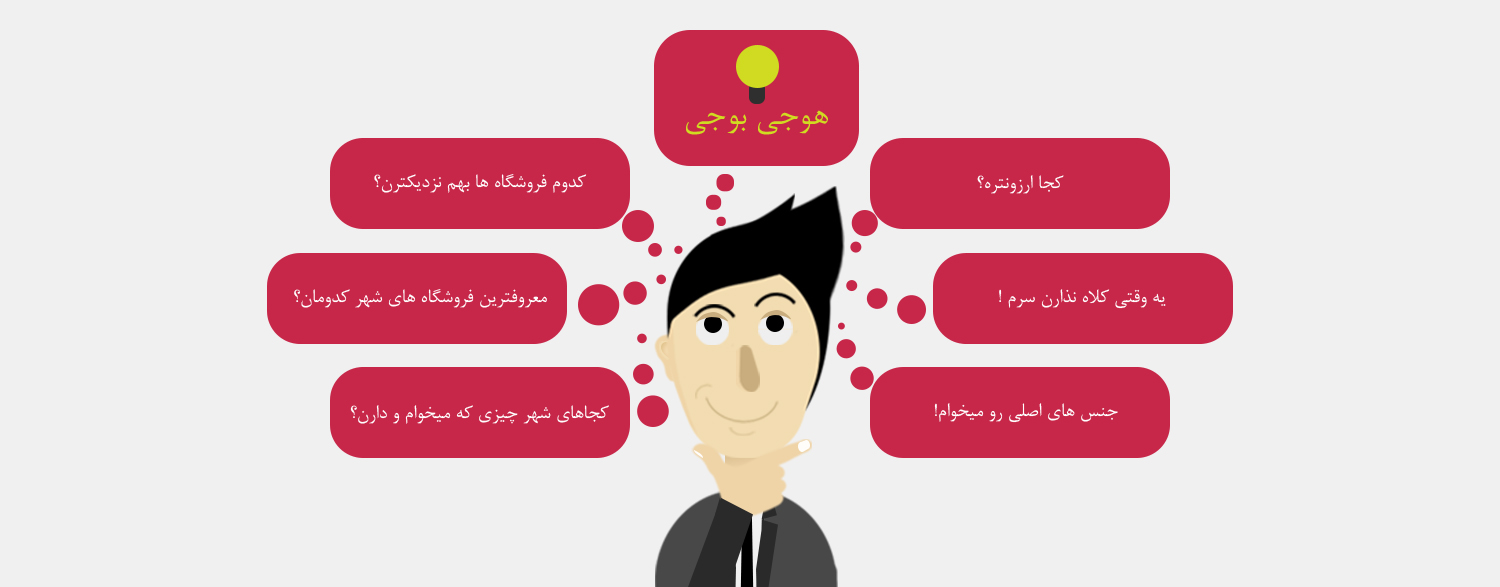 هوجی بوجی
کجا ارزونتره؟
کدوم فروشگاه ها بهم نزدیکترن؟
یه وقتی کلاه نذارن سرم !
معروفترین فروشگاه های شهر کدومان؟
جنس های اصلی رو میخوام!
کجاهای شهر چیزی که میخوام و دارن؟